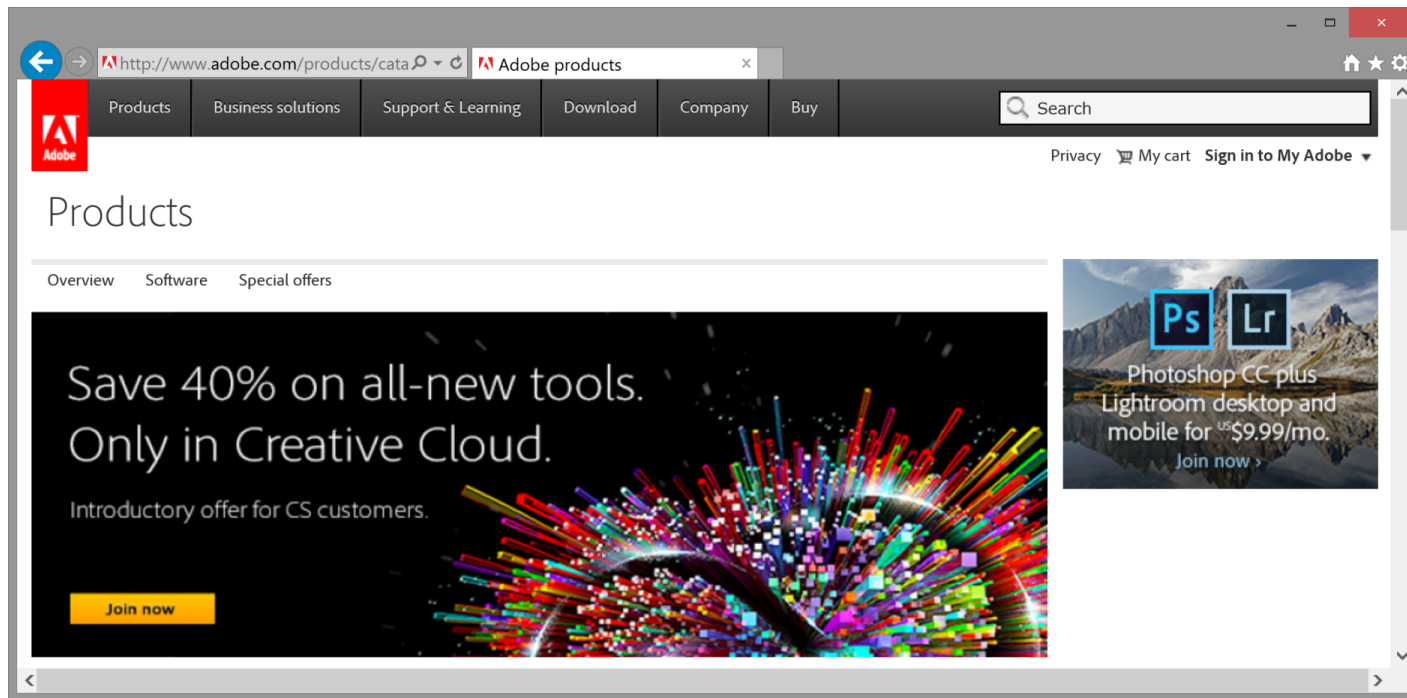 http://www.adobe.com/products/cata
Adobe products
Adobe
Products
Business solutions
Support & Learning
Download
Company
Buy
Search
Privacy
My cart
Sign in to My Adobe
Products
Overview
Software
Special offers
Save 40% on all-new tools.
Only in Creative Cloud.
Introductory offer for CS customers.
Join now
Ps
Lr
Photoshop CC plus
Lightroom desktop and
mobile for US$9.99/mo.
Join now ›